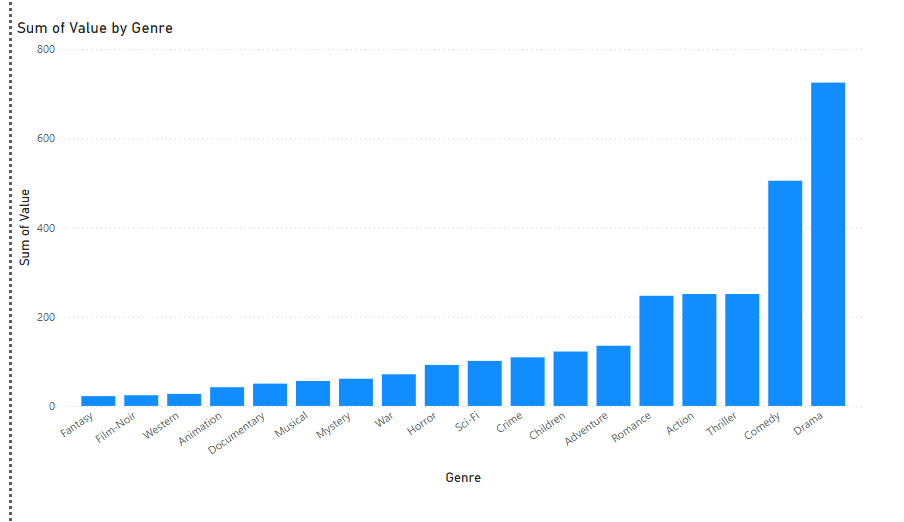 Sum of Value by Genre
800
600
400
200
0
Sum of Value
Fantasy
Film-Noir
Western
Animation
Documentary
Musical
Mystery
War
Horror
Sci-Fi
Crime
Children
Adventure
Romance
Action
Thriller
Comedy
Drama
Genre